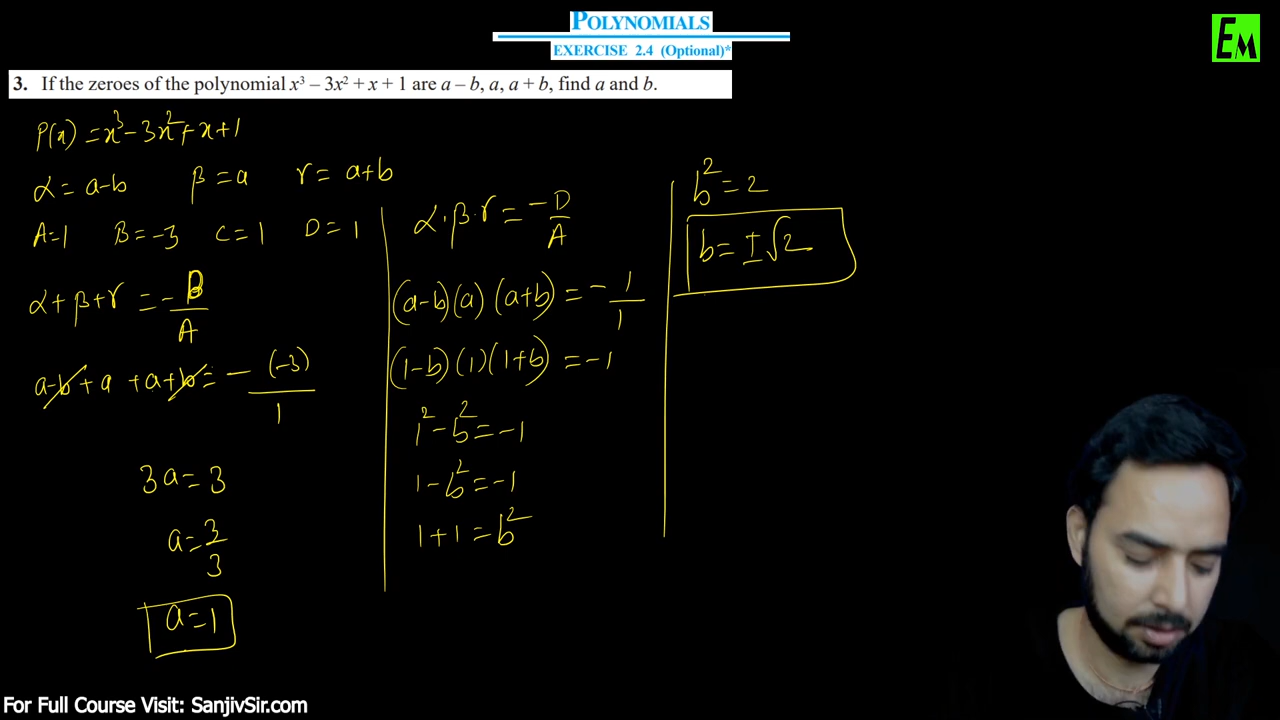 POLYNOMIALS
EXERCISE 2.4 (Optional)*
EM
3. If the zeroes of the polynomial x³ – 3x² + x + 1 are a – b, a, a + b, find a and b.
P(x) = x³ - 3x² + x + 1
α = a-b β = a r = a+b
A=1 B=-3 C=1 D=1
α + β + r = -B/A
a-b + a + a+b = -(-3)/1
3a = 3
a = 3/3
a = 1
α·β·r = -D/A
(a-b)(a)(a+b) = -1/1
(1-b)(1)(1+b) = -1
1² - b² = -1
1 - b² = -1
1 + 1 = b²
b² = 2
b = ±√2
For Full Course Visit: SanjivSir.com